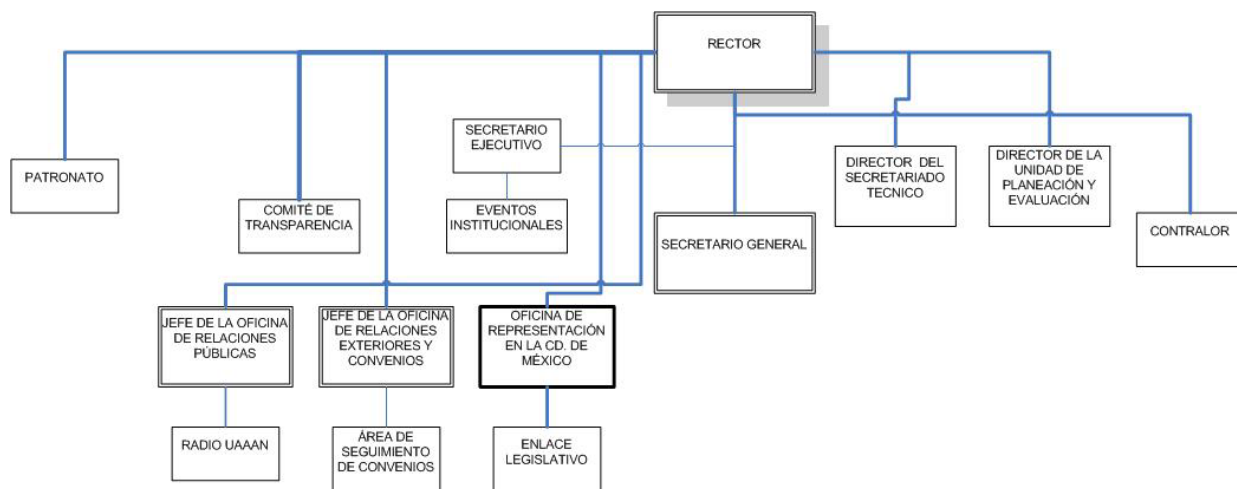 RECTOR
PATRONATO
COMITÉ DE
TRANSPARENCIA
SECRETARIO
EJECUTIVO
EVENTOS
INSTITUCIONALES
SECRETARIO GENERAL
DIRECTOR DEL
SECRETARIADO
TECNICO
DIRECTOR DE LA
UNIDAD DE
PLANEACIÓN Y
EVALUACIÓN
CONTRALOR
JEFE DE LA OFICINA
DE RELACIONES
PÚBLICAS
JEFE DE LA OFICINA
DE RELACIONES
EXTERIORES Y
CONVENIOS
OFICINA DE
REPRESENTACIÓN
EN LA CD. DE
MÉXICO
RADIO UAAAN
ÁREA DE
SEGUIMIENTO
DE CONVENIOS
ENLACE
LEGISLATIVO